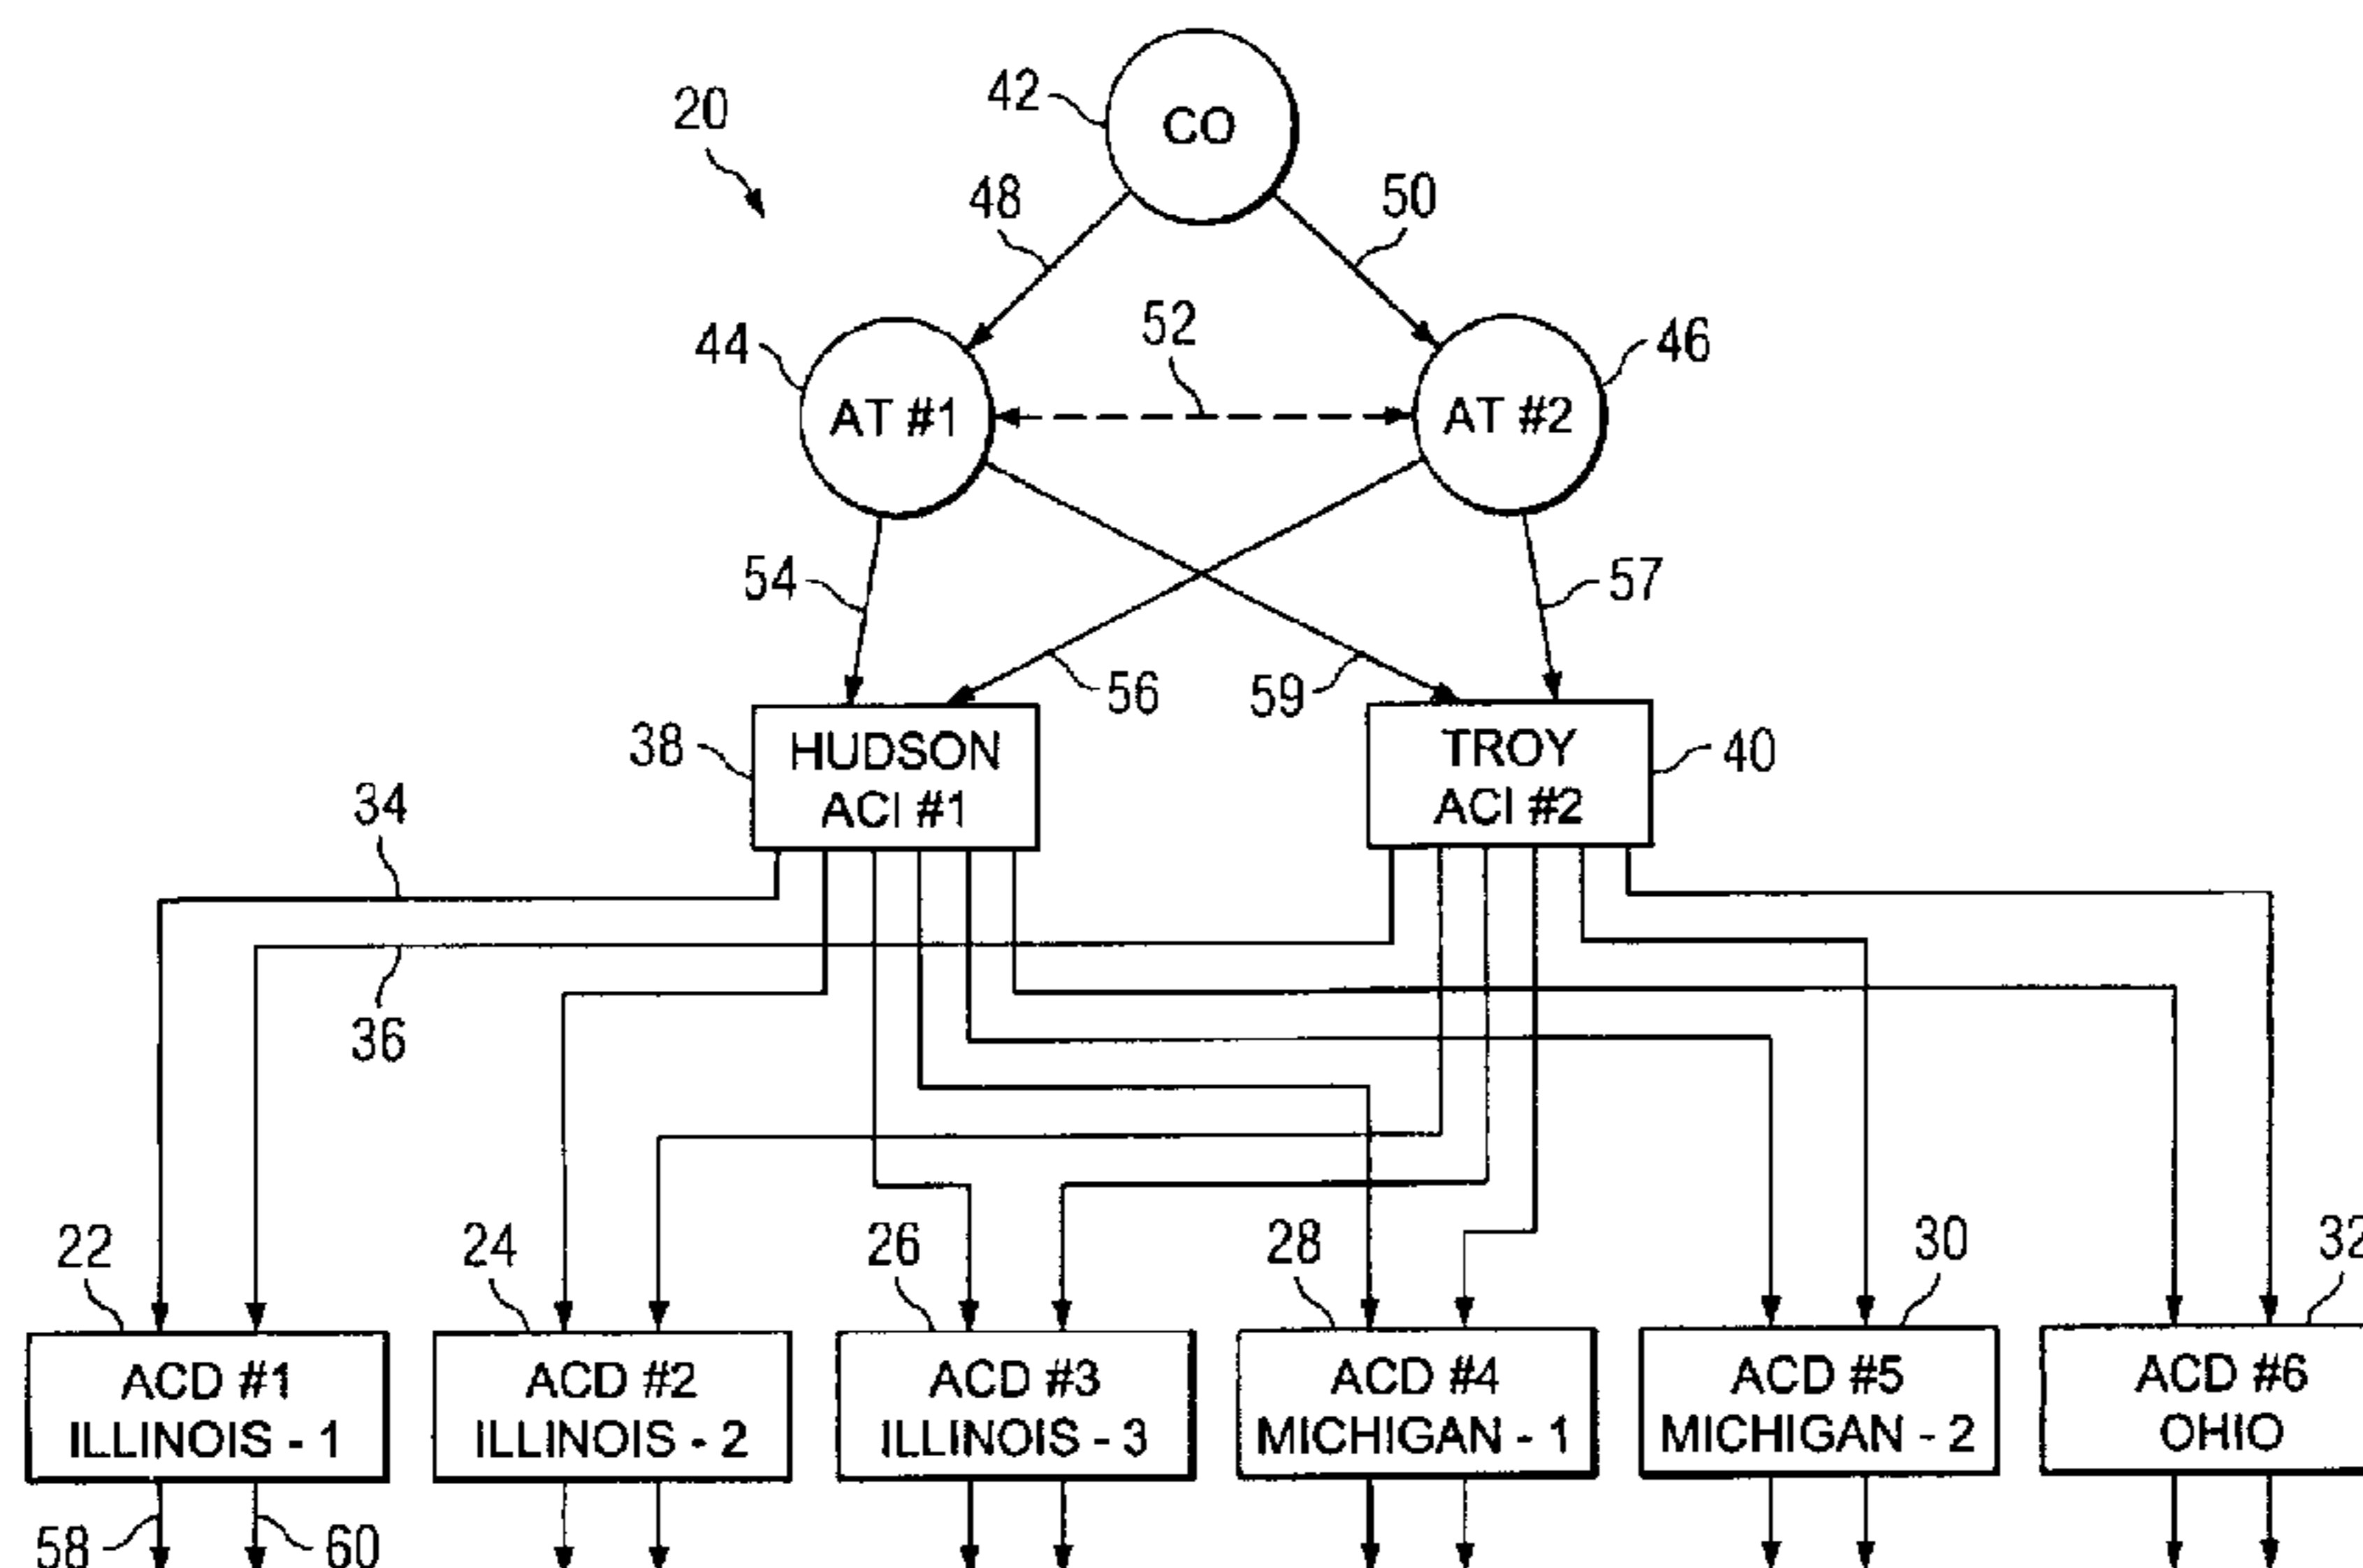 42
CO
20
48
50
52
44
AT #1
AT #2
46
54
57
56
59
38
HUDSON
ACI #1
TROY
ACI #2
40
34
36
22
24
26
28
30
32
ACD #1
ILLINOIS - 1
ACD #2
ILLINOIS - 2
ACD #3
ILLINOIS - 3
ACD #4
MICHIGAN - 1
ACD #5
MICHIGAN - 2
ACD #6
OHIO
58
60